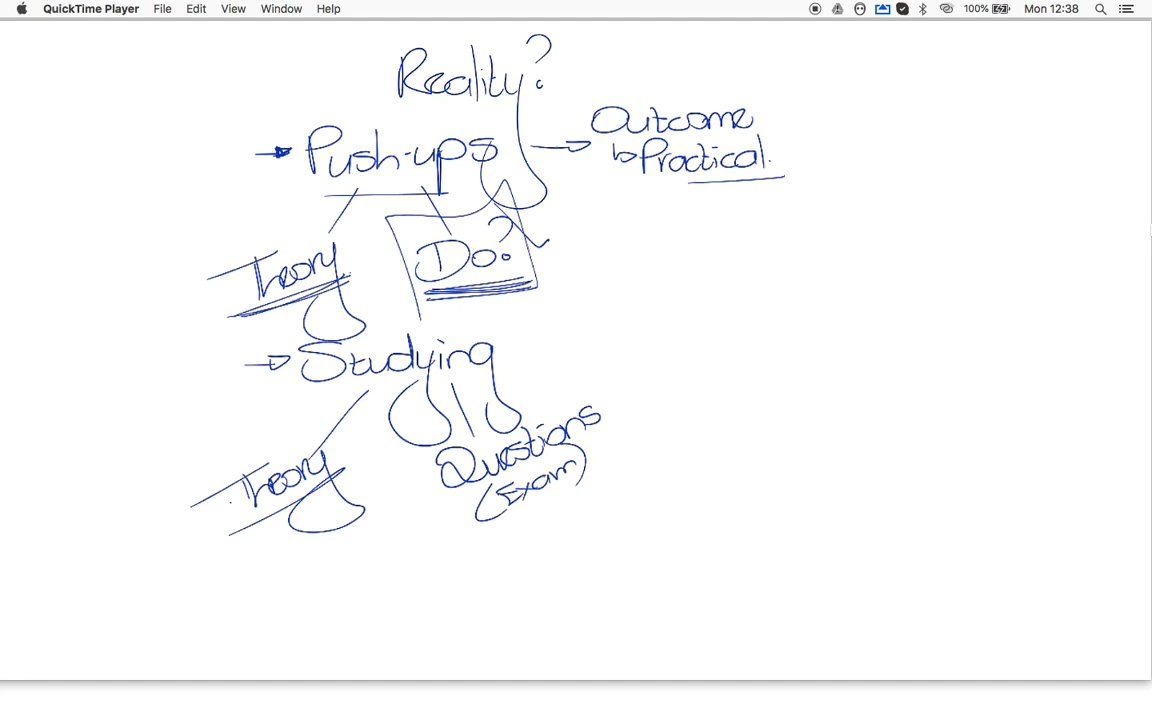 QuickTime Player File Edit View Window Help 100% Mon 12:38
Reality?
Push-ups
Outcome
Practical.
Theory
Do?
Studying
Theory
Questions
(Exam)